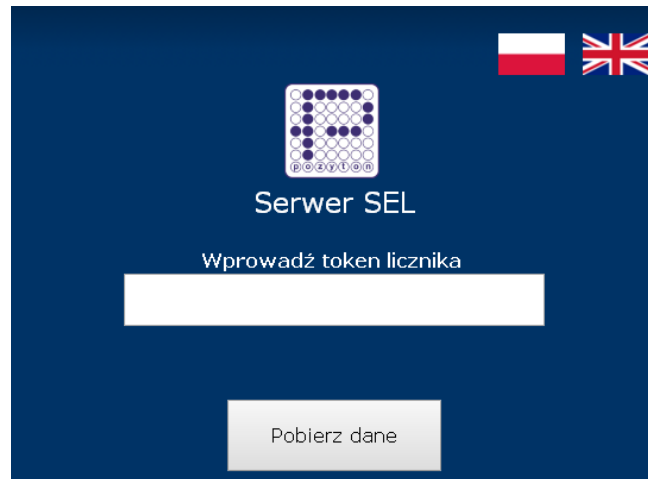 pozyton
Serwer SEL
Wprowadź token licznika
Pobierz dane